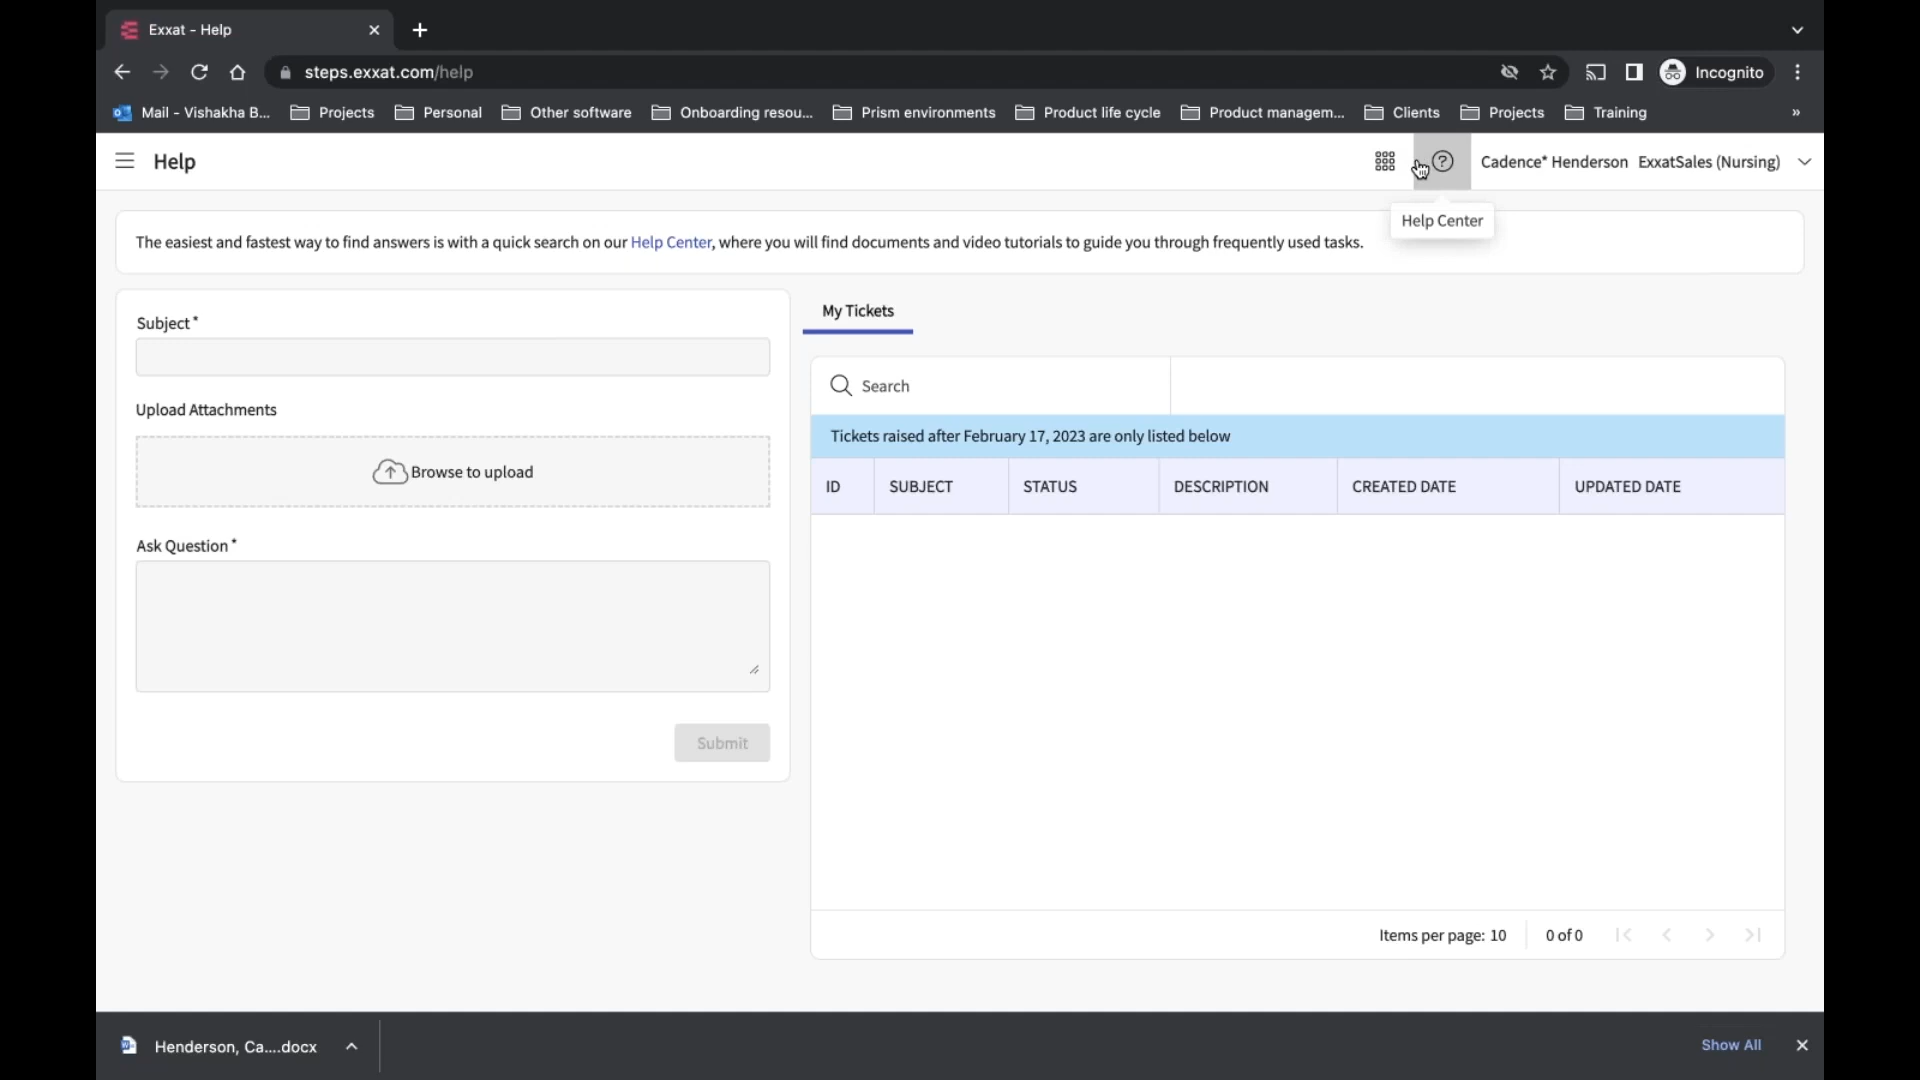 Exxat - Help
steps.exxat.com/help
Incognito
Mail - Vishakha B...
Projects
Personal
Other software
Onboarding resou...
Prism environments
Product life cycle
Product managem...
Clients
Projects
Training
»
Help
Cadence* Henderson ExxatSales (Nursing)
Help Center
The easiest and fastest way to find answers is with a quick search on our Help Center, where you will find documents and video tutorials to guide you through frequently used tasks.
Subject*
Upload Attachments
Browse to upload
Ask Question*
Submit
My Tickets
Search
Tickets raised after February 17, 2023 are only listed below
ID SUBJECT STATUS DESCRIPTION CREATED DATE UPDATED DATE
Items per page: 10 0 of 0
Henderson, Ca....docx
Show All